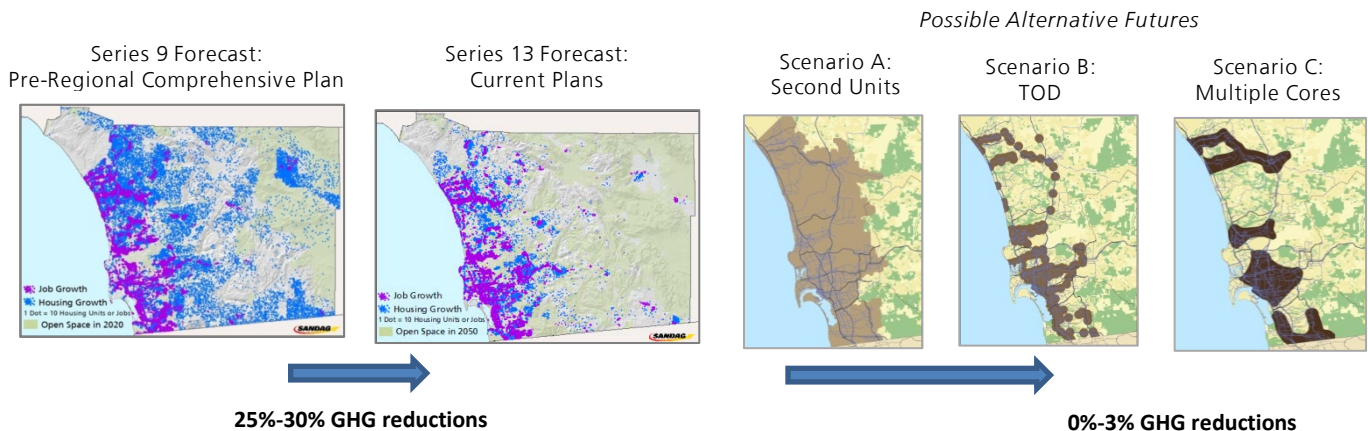 Possible Alternative Futures
Series 9 Forecast:
Pre-Regional Comprehensive Plan
Series 13 Forecast:
Current Plans
Scenario A:
Second Units
Scenario B:
TOD
Scenario C:
Multiple Cores
Job Growth
Housing Growth
1 Dot = 10 Housing Units or Jobs
Open Space in 2020
SANDAG
Job Growth
Housing Growth
1 Dot = 10 Housing Units or Jobs
Open Space in 2050
SANDAG
25%-30% GHG reductions
0%-3% GHG reductions